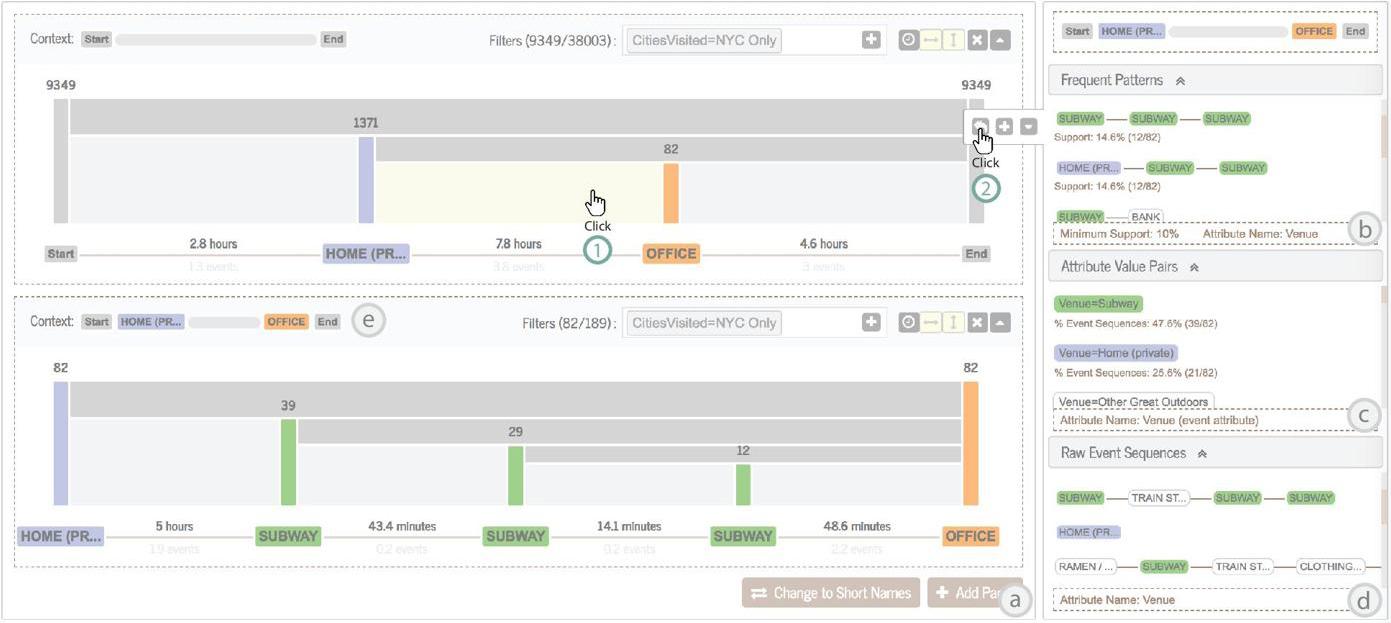 Context: Start End Filters (9349/38003) : CitiesVisited=NYC Only
9349 9349
1371
82
Click
1
Click
2
Start 2.8 hours HOME (PR... 7.8 hours OFFICE 4.6 hours End
1.3 events 3.8 events 3 events
Context: Start HOME (PR... OFFICE End e Filters (82/189) : CitiesVisited=NYC Only
82 82
39
29
12
HOME (PR... 5 hours SUBWAY 43.4 minutes SUBWAY 14.1 minutes SUBWAY 48.6 minutes OFFICE
1.9 events 0.2 events 0.2 events 2.2 events
Change to Short Names Add Pa
a
Start HOME (PR... OFFICE End
Frequent Patterns
SUBWAY SUBWAY SUBWAY
Support: 14.6% (12/82)
HOME (PR... SUBWAY SUBWAY
Support: 14.6% (12/82)
SUBWAY BANK
Minimum Support: 10% Attribute Name: Venue
b
Attribute Value Pairs
Venue=Subway
% Event Sequences: 47.6% (39/82)
Venue=Home (private)
% Event Sequences: 25.6% (21/82)
Venue=Other Great Outdoors
Attribute Name: Venue (event attribute)
c
Raw Event Sequences
SUBWAY TRAIN ST... SUBWAY SUBWAY
HOME (PR...
RAMEN / ... SUBWAY TRAIN ST... CLOTHING...
Attribute Name: Venue
d